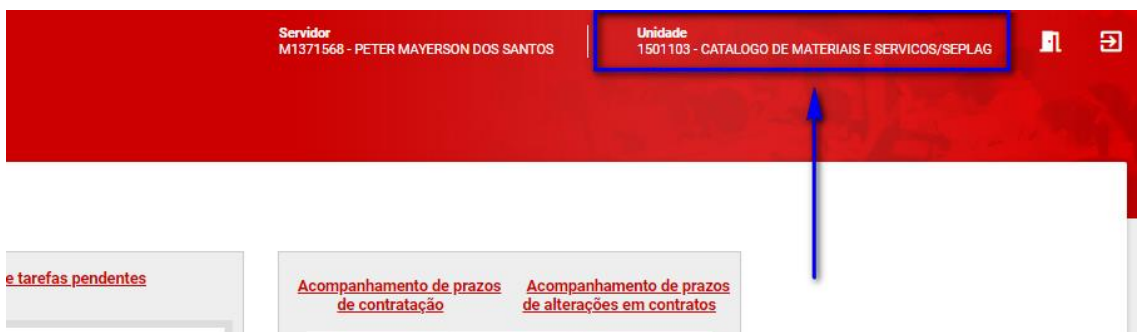 Servidor
M1371568 - PETER MAYERSON DOS SANTOS
Unidade
1501103 - CATALOGO DE MATERIAIS E SERVICOS/SEPLAG
e tarefas pendentes
Acompanhamento de prazos
de contratação
Acompanhamento de prazos
de alterações em contratos